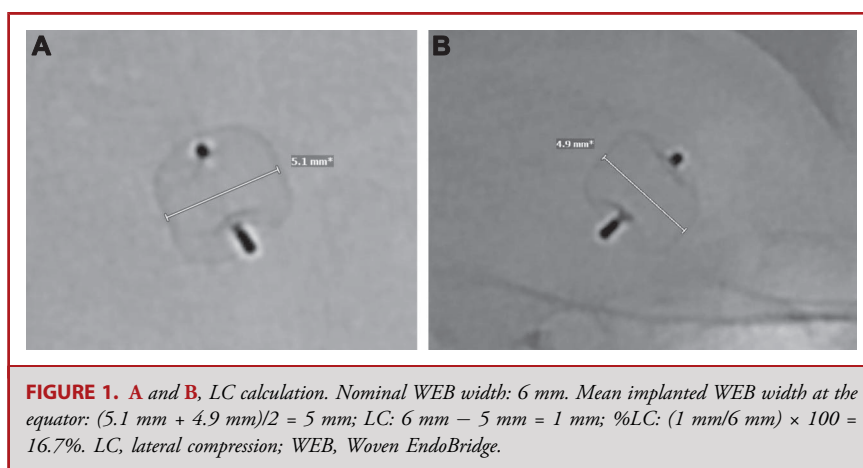 A
B
5.1 mm*
4.9 mm*
FIGURE 1. A and B, LC calculation. Nominal WEB width: 6 mm. Mean implanted WEB width at the
equator: (5.1 mm + 4.9 mm)/2 = 5 mm; LC: 6 mm − 5 mm = 1 mm; %LC: (1 mm/6 mm) × 100 =
16.7%. LC, lateral compression; WEB, Woven EndoBridge.